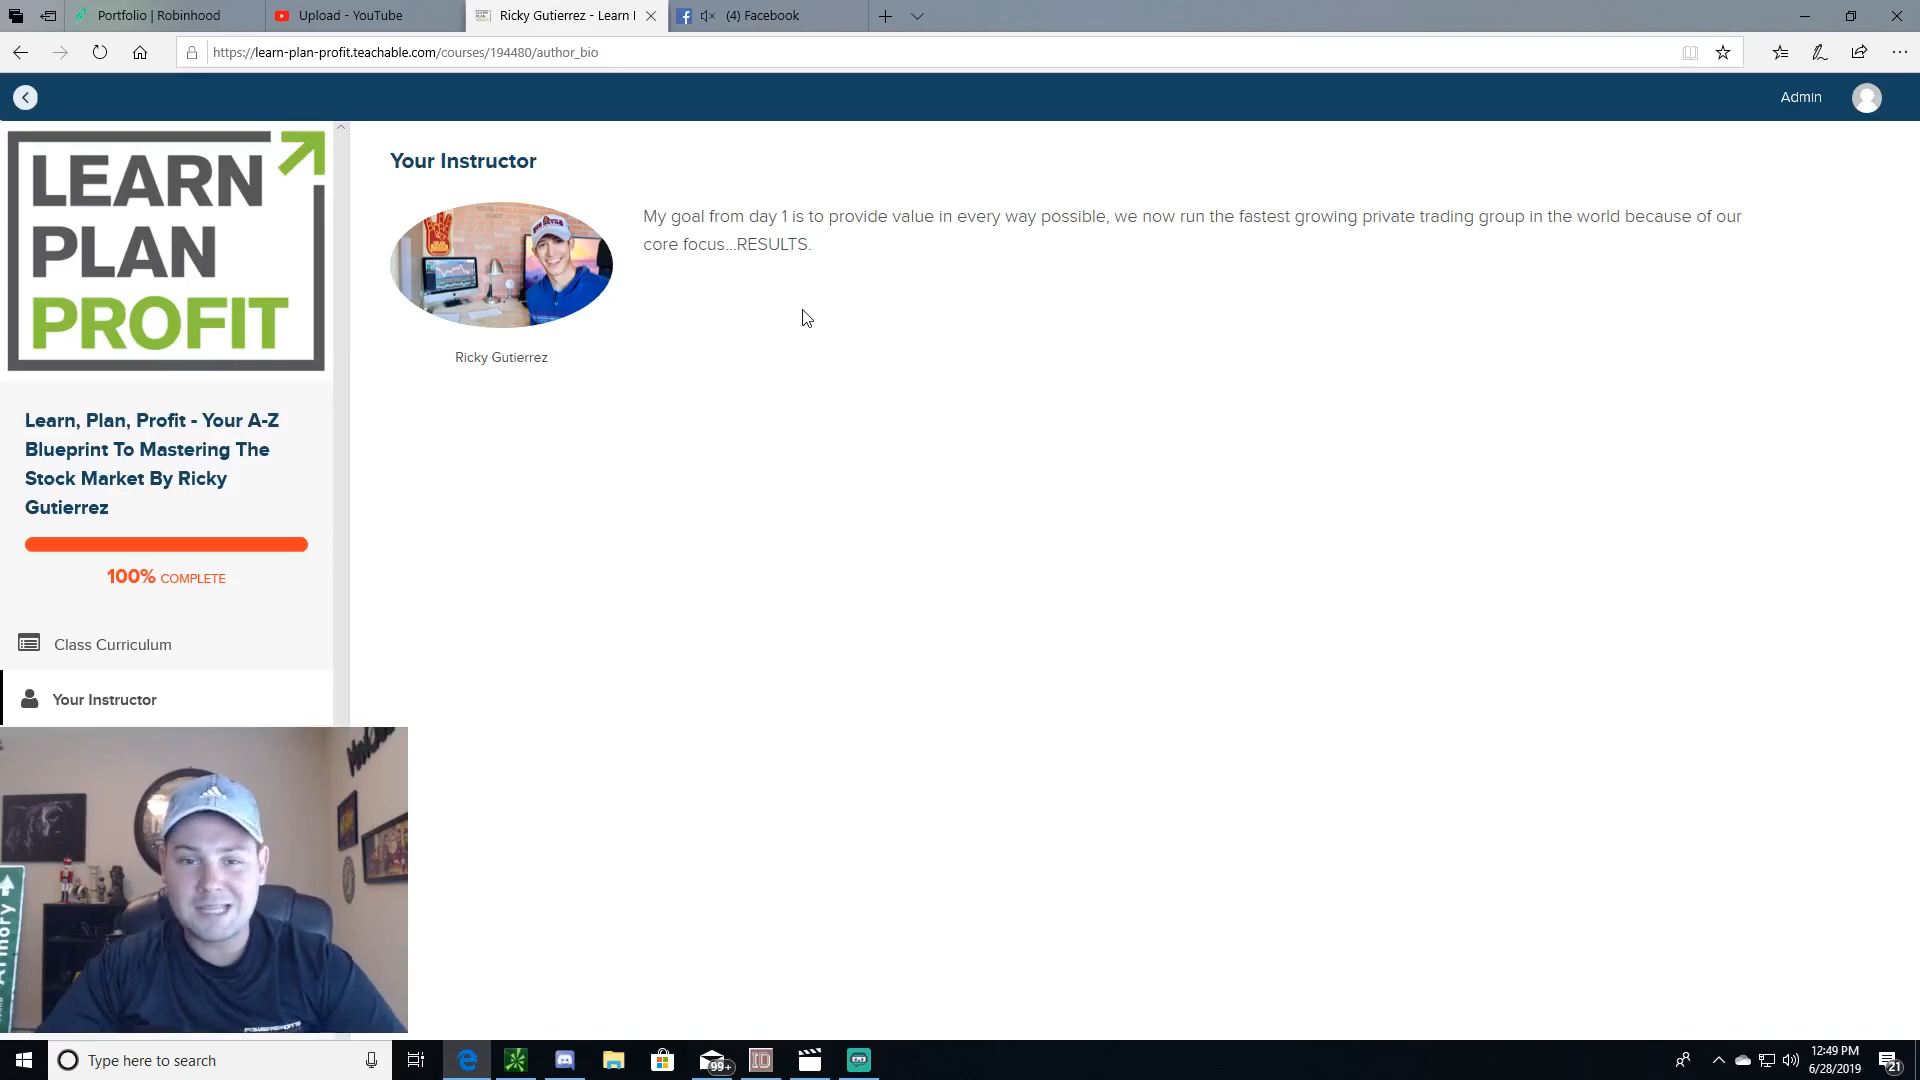 Portfolio | Robinhood
Upload - YouTube
Ricky Gutierrez - Learn
(4) Facebook
https://learn-plan-profit.teachable.com/courses/194480/author_bio
Admin
LEARN
PLAN
PROFIT
Your Instructor
My goal from day 1 is to provide value in every way possible, we now run the fastest growing private trading group in the world because of our
core focus...RESULTS.
Ricky Gutierrez
Learn, Plan, Profit - Your A-Z
Blueprint To Mastering The
Stock Market By Ricky
Gutierrez
100% COMPLETE
Class Curriculum
Your Instructor
Armory
Type here to search
99+
12:49 PM
6/28/2019
21